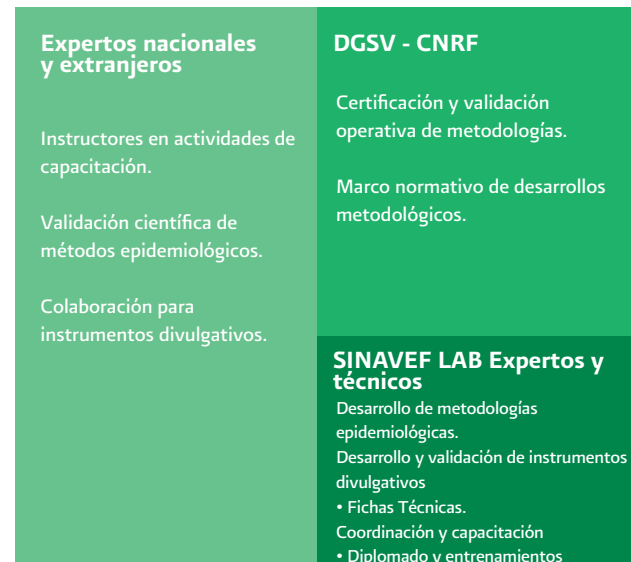 Expertos nacionales
y extranjeros
Instructores en actividades de
capacitación.
Validación científica de
métodos epidemiológicos.
Colaboración para
instrumentos divulgativos.
DGSV - CNRF
Certificación y validación
operativa de metodologías.
Marco normativo de desarrollos
metodológicos.
SINAVEF LAB Expertos y
técnicos
Desarrollo de metodologías
epidemiológicas.
Desarrollo y validación de instrumentos
divulgativos
• Fichas Técnicas.
Coordinación y capacitación
• Diplomado y entrenamientos